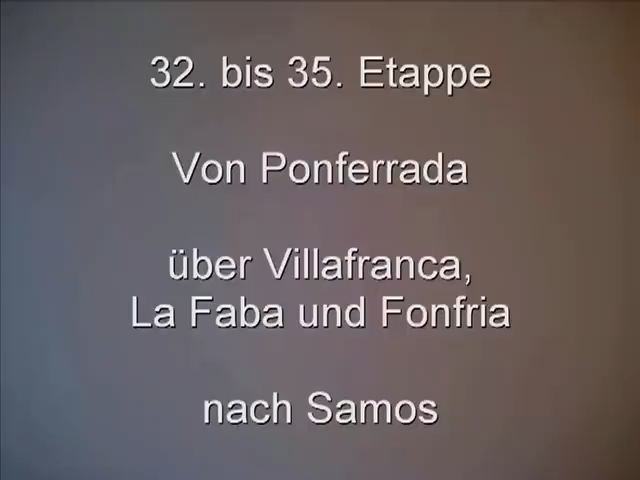 32. bis 35. Etappe
Von Ponferrada
über Villafranca,
La Faba und Fonfria
nach Samos